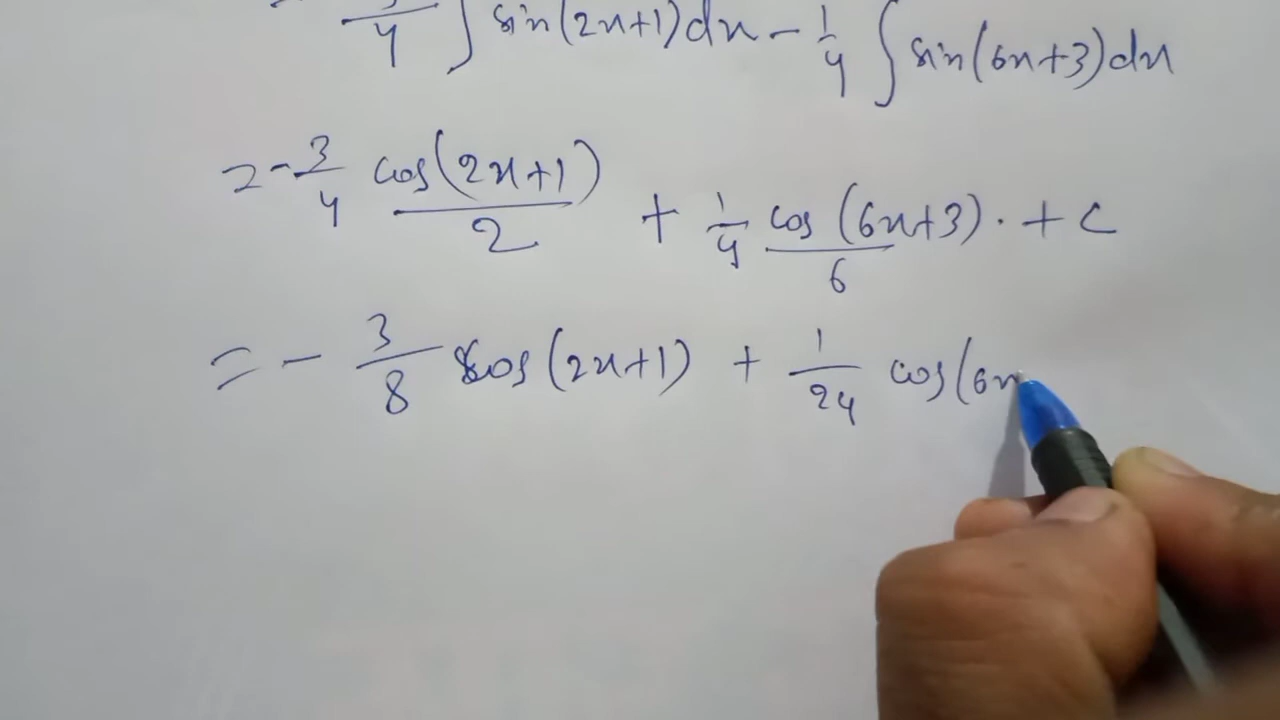 = 3/4 ∫ sin(2x+1)dx - 1/4 ∫ sin(6x+3)dx
= -3/4 cos(2x+1)/2 + 1/4 cos(6x+3)/6 . + c
= - 3/8 cos(2x+1) + 1/24 cos(6x